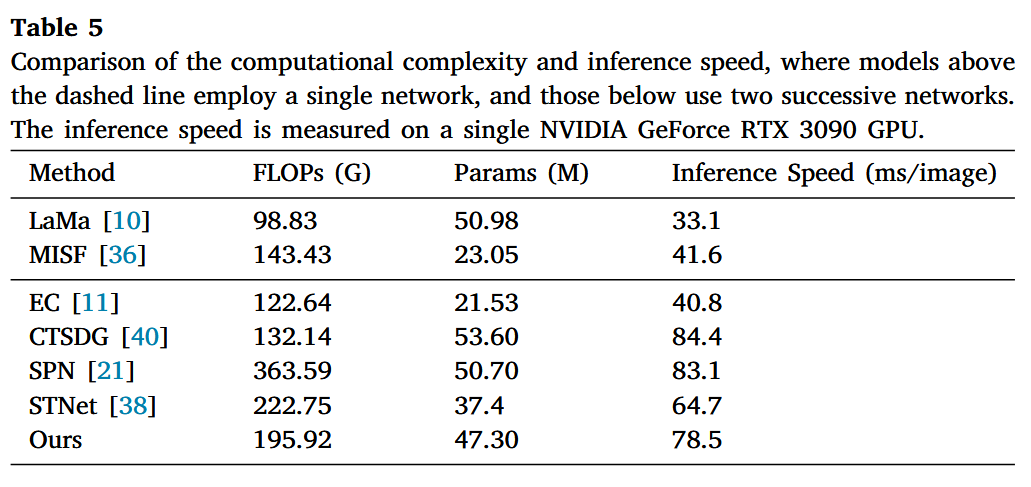 Table 5
Comparison of the computational complexity and inference speed, where models above
the dashed line employ a single network, and those below use two successive networks.
The inference speed is measured on a single NVIDIA GeForce RTX 3090 GPU.
Method FLOPs (G) Params (M) Inference Speed (ms/image)
LaMa [10] 98.83 50.98 33.1
MISF [36] 143.43 23.05 41.6
EC [11] 122.64 21.53 40.8
CTSDG [40] 132.14 53.60 84.4
SPN [21] 363.59 50.70 83.1
STNet [38] 222.75 37.4 64.7
Ours 195.92 47.30 78.5